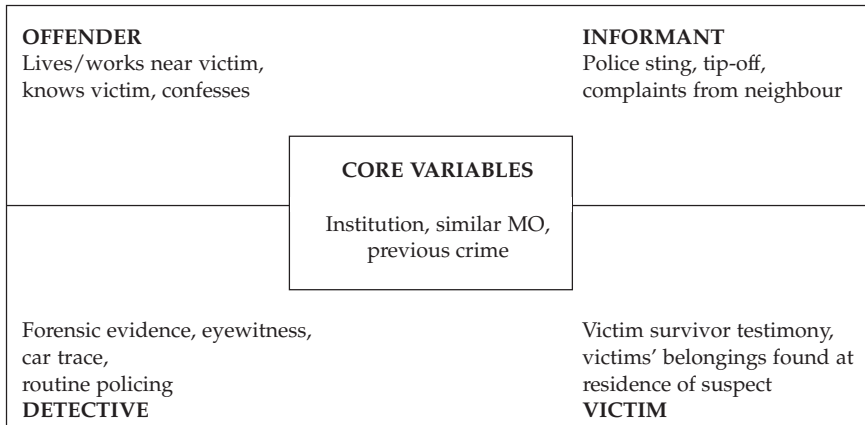 OFFENDER
Lives/works near victim,
knows victim, confesses
INFORMANT
Police sting, tip-off,
complaints from neighbour
CORE VARIABLES
Institution, similar MO,
previous crime
Forensic evidence, eyewitness,
car trace,
routine policing
DETECTIVE
Victim survivor testimony,
victims’ belongings found at
residence of suspect
VICTIM